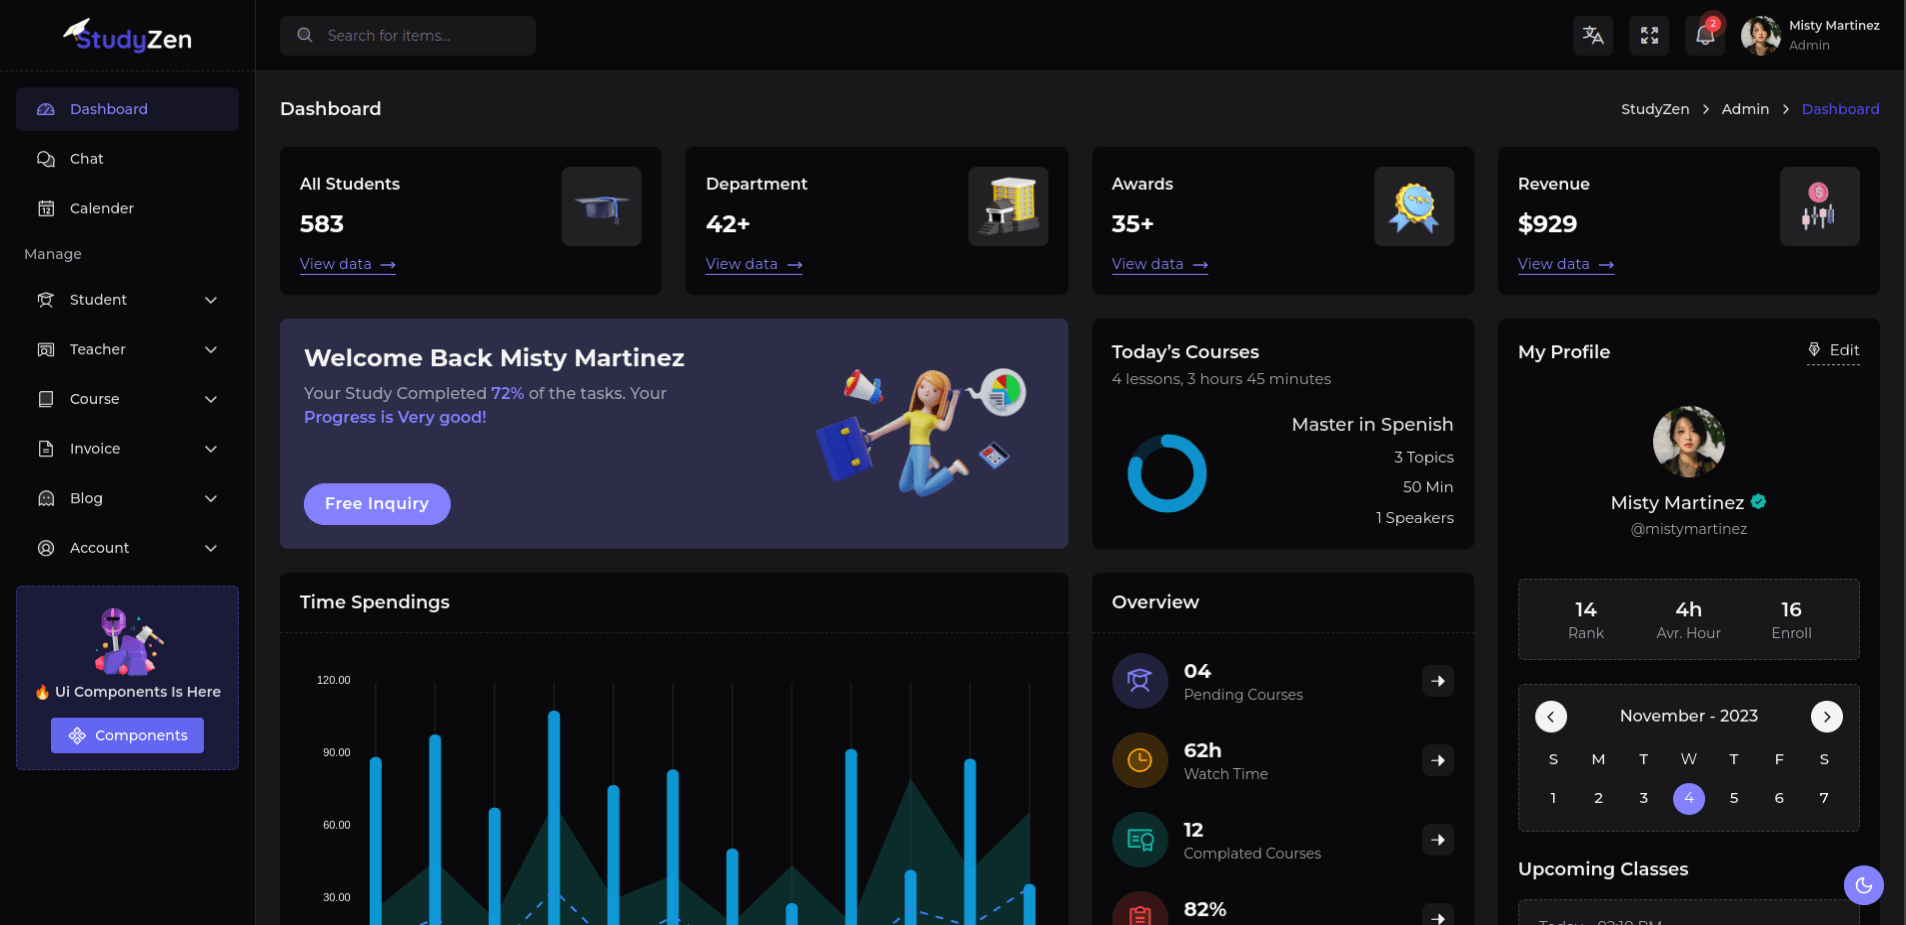 StudyZen
Search for items...
2
Misty Martinez
Admin
Dashboard
Chat
Calender
Manage
Student
Teacher
Course
Invoice
Blog
Account
🔥 Ui Components Is Here
Components
Dashboard
StudyZen > Admin > Dashboard
All Students
583
View data →
Department
42+
View data →
Awards
35+
View data →
Revenue
$929
View data →
Welcome Back Misty Martinez
Your Study Completed 72% of the tasks. Your
Progress is Very good!
Free Inquiry
Today’s Courses
4 lessons, 3 hours 45 minutes
Master in Spenish
3 Topics
50 Min
1 Speakers
My Profile
Edit
Misty Martinez
@mistymartinez
14 4h 16
Rank Avr. Hour Enroll
November - 2023
S M T W T F S
1 2 3 4 5 6 7
Upcoming Classes
Time Spendings
120.00
90.00
60.00
30.00
Overview
04
Pending Courses
62h
Watch Time
12
Complated Courses
82%